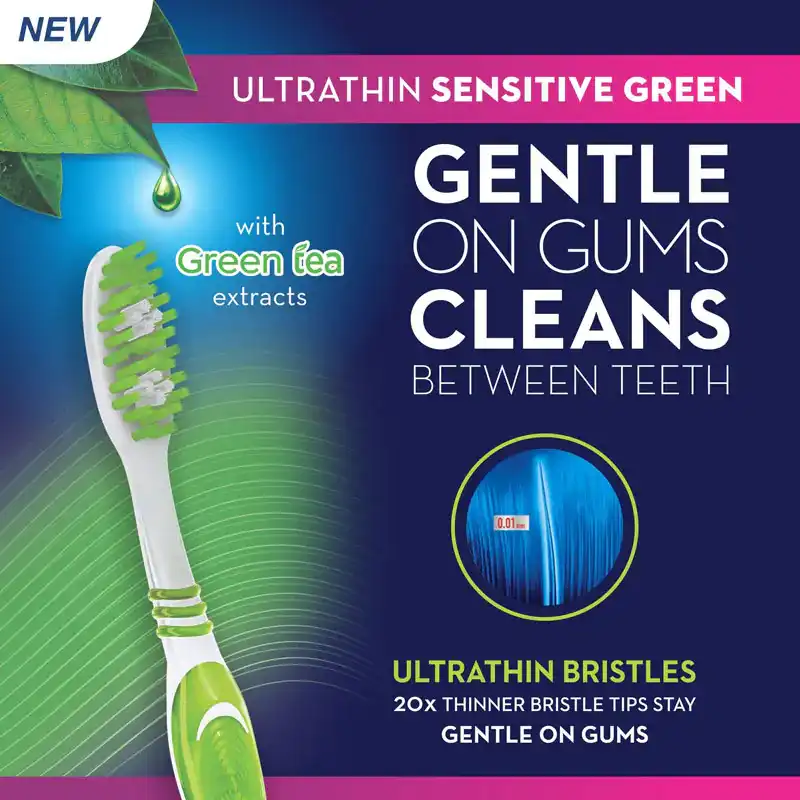 NEW
ULTRATHIN SENSITIVE GREEN
GENTLE
ON GUMS
CLEANS
BETWEEN TEETH
with
Green tea
extracts
0.01 mm
ULTRATHIN BRISTLES
20x THINNER BRISTLE TIPS STAY
GENTLE ON GUMS